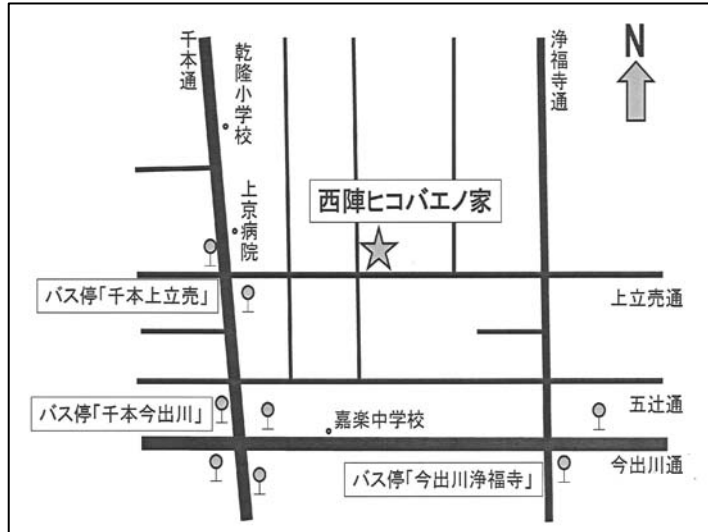 千本通
乾隆小学校
浄福寺通
N
上京病院
西陣ヒコバエノ家
バス停「千本上立売」
上立売通
バス停「千本今出川」
嘉楽中学校
五辻通
バス停「今出川浄福寺」
今出川通